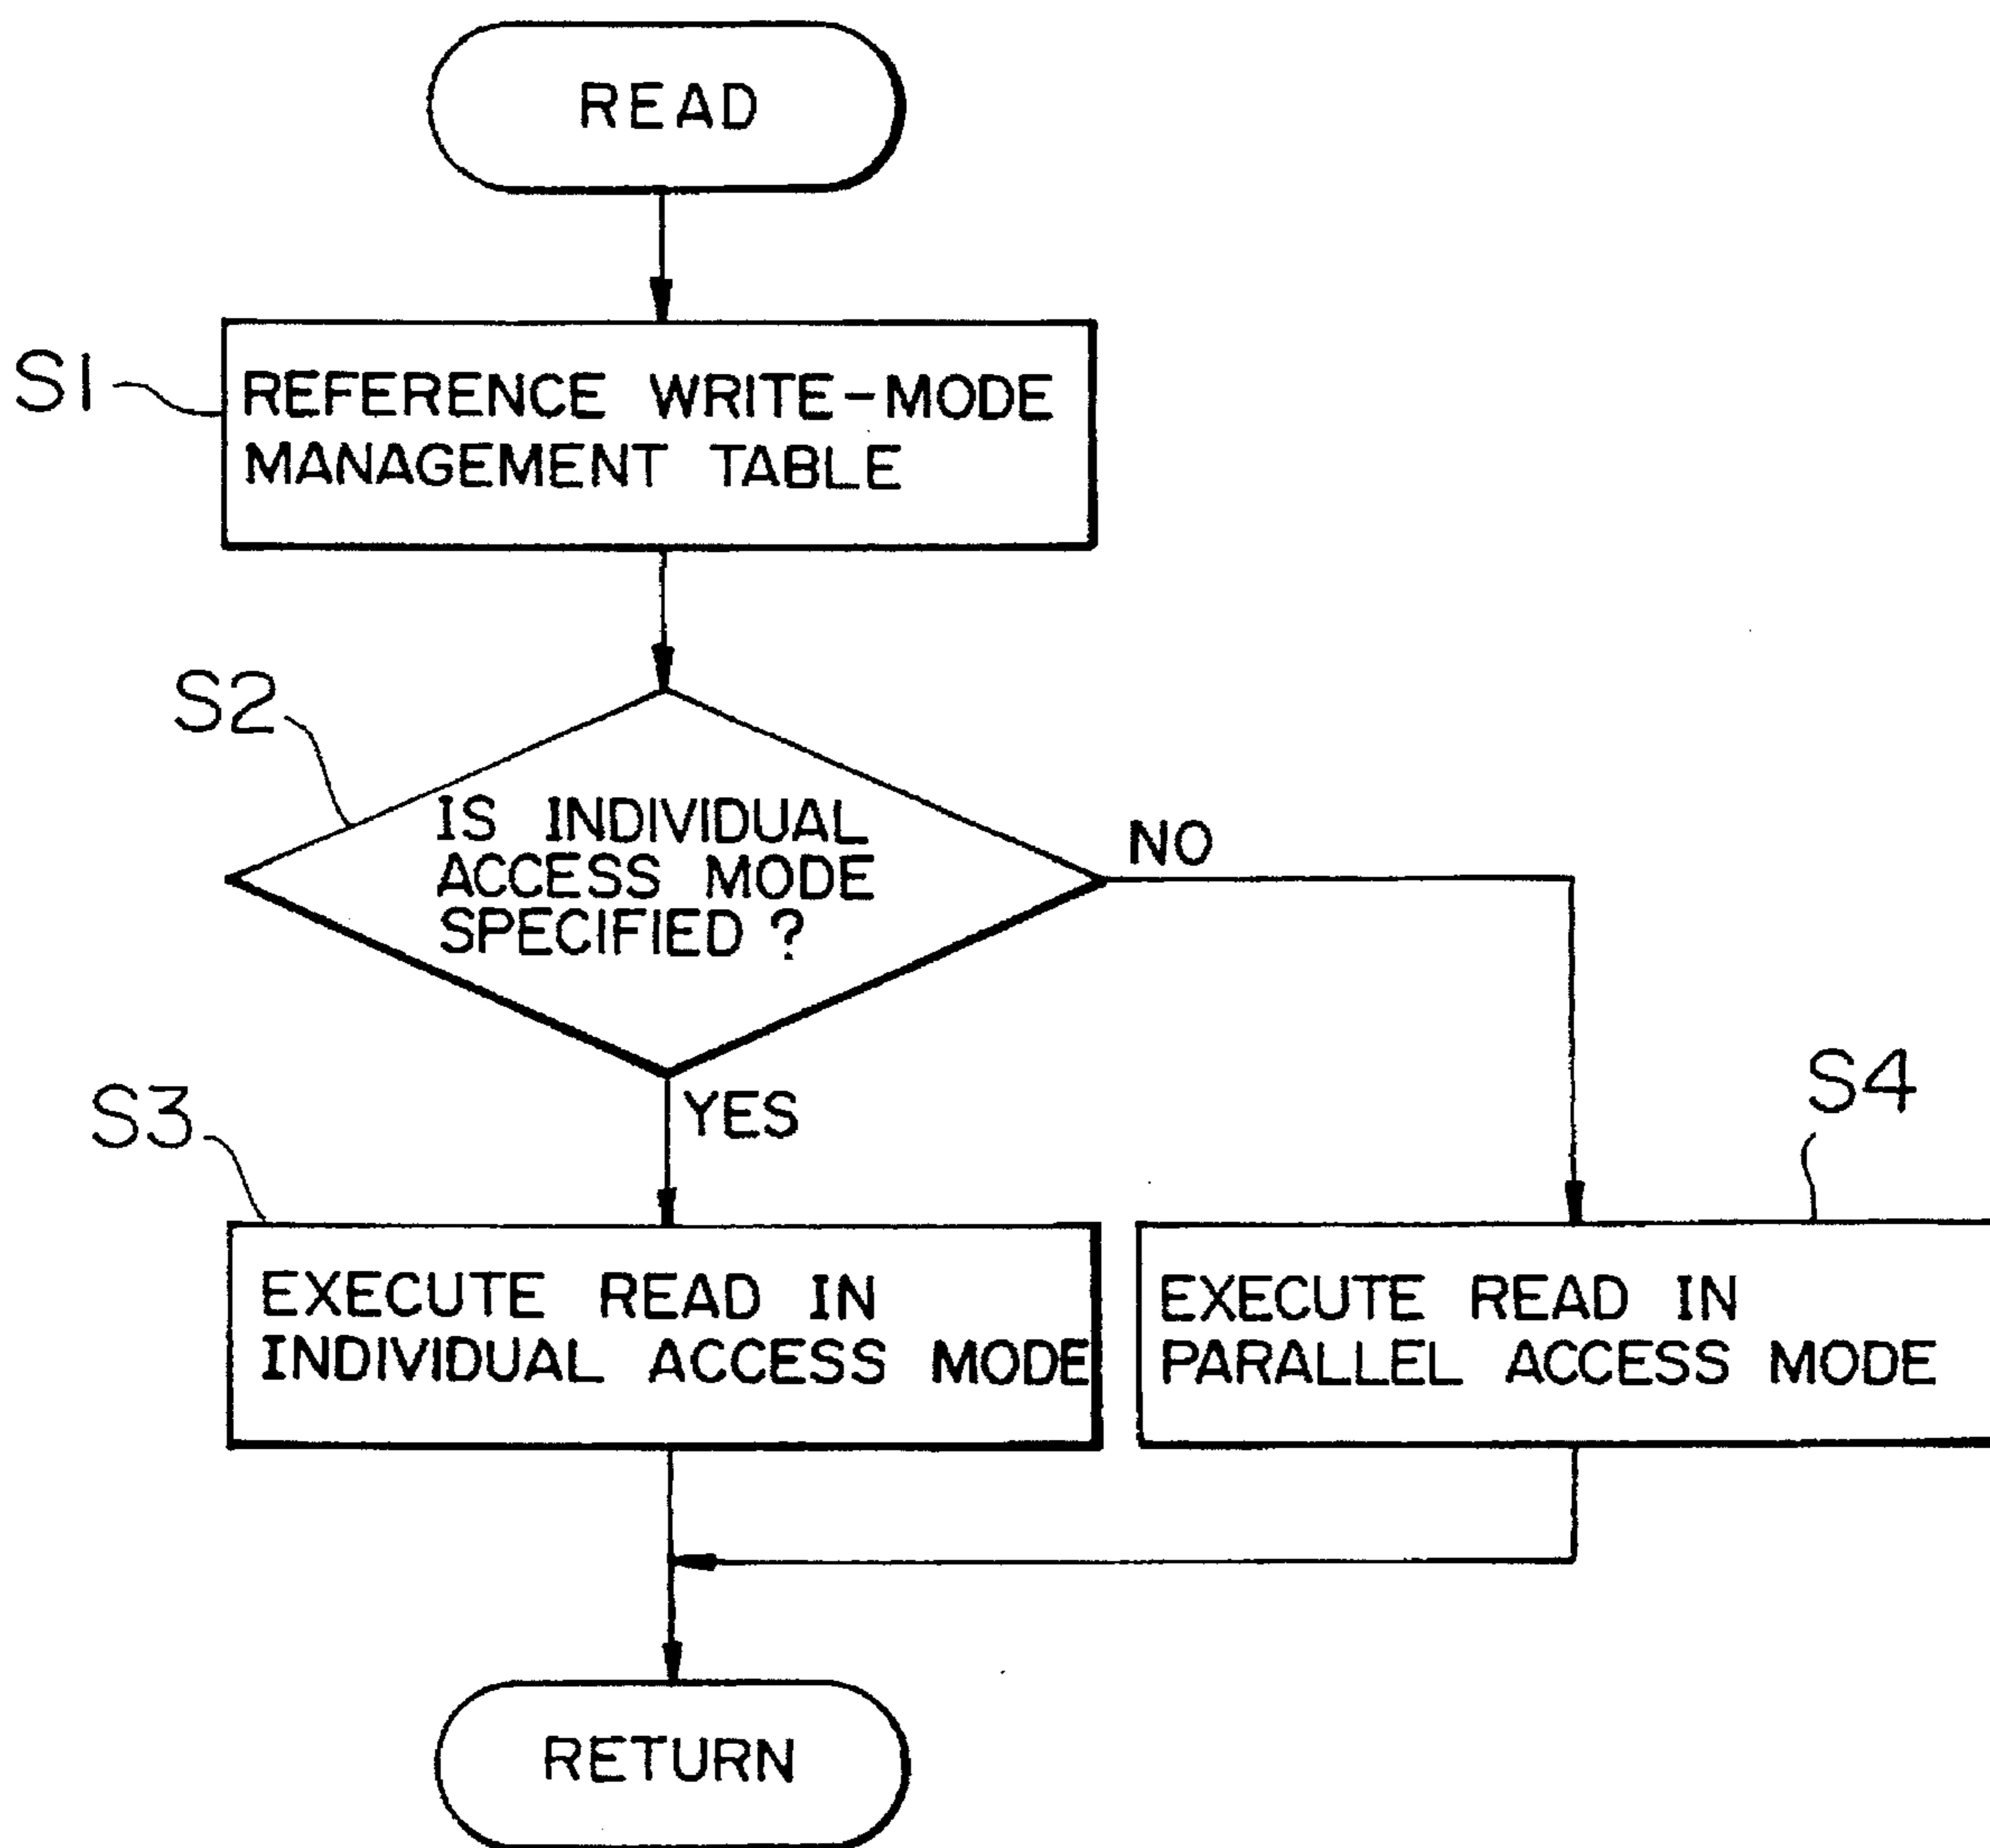 READ
S1
REFERENCE WRITE-MODE
MANAGEMENT TABLE
S2
IS INDIVIDUAL
ACCESS MODE
SPECIFIED ?
NO
YES
S3
EXECUTE READ IN
INDIVIDUAL ACCESS MODE
S4
EXECUTE READ IN
PARALLEL ACCESS MODE
RETURN